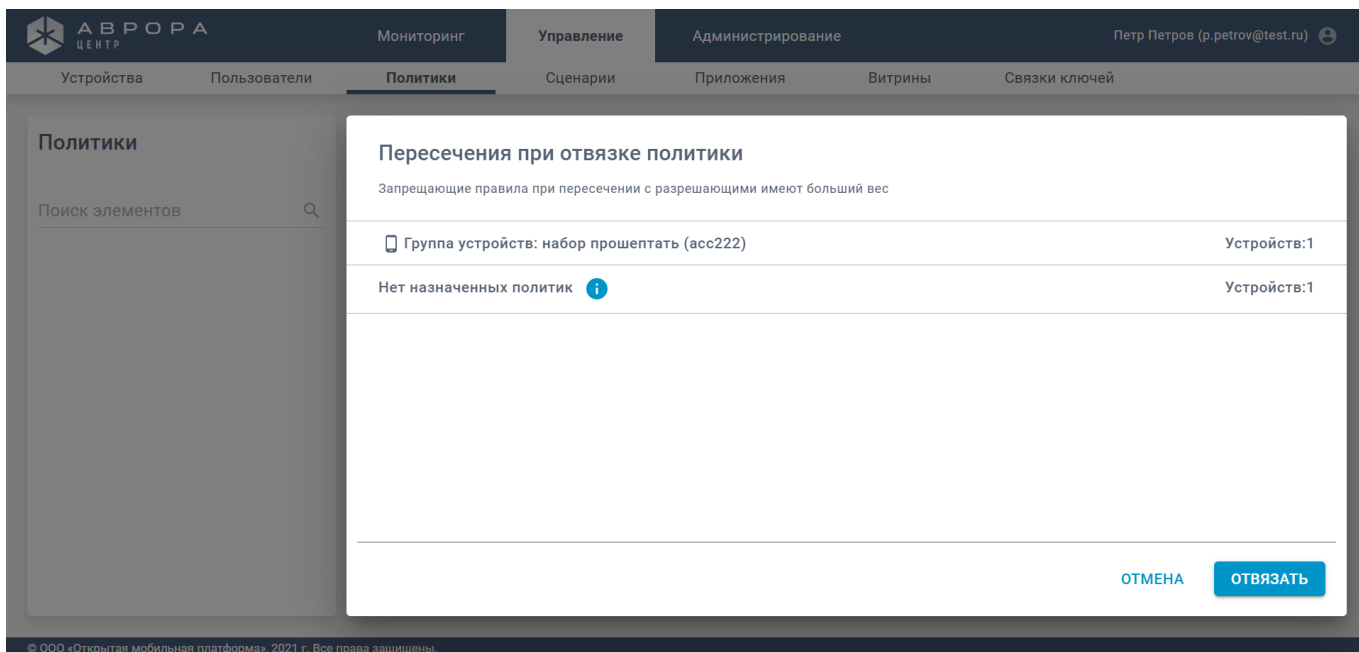 АВРОРА
ЦЕНТР
Мониторинг Управление Администрирование Петр Петров (p.petrov@test.ru)
Устройства Пользователи Политики Сценарии Приложения Витрины Связки ключей
Политики
Поиск элементов
Пересечения при отвязке политики
Запрещающие правила при пересечении с разрешающими имеют больший вес
Группа устройств: набор прошептать (acc222) Устройств:1
Нет назначенных политик Устройств:1
ОТМЕНА ОТВЯЗАТЬ
© ООО «Открытая мобильная платформа», 2021 г. Все права защищены.